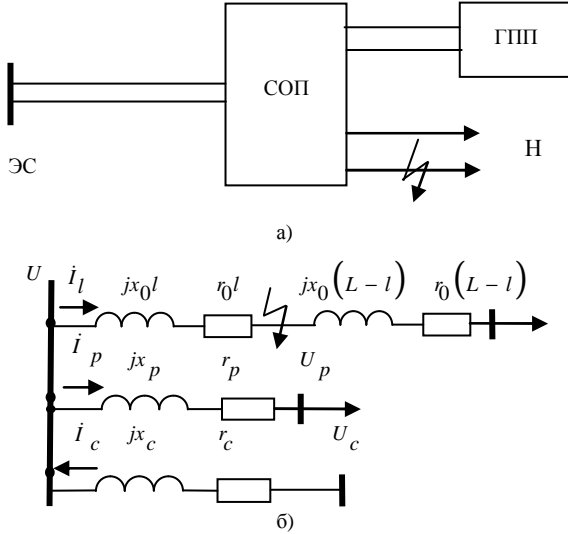 ГПП
СОП
ЭС
Н
а)
U
İ_l jx_0l r_0l jx_0(L − l) r_0(L − l)
İ_p jx_p r_p U_p
İ_c jx_c r_c U_c
б)